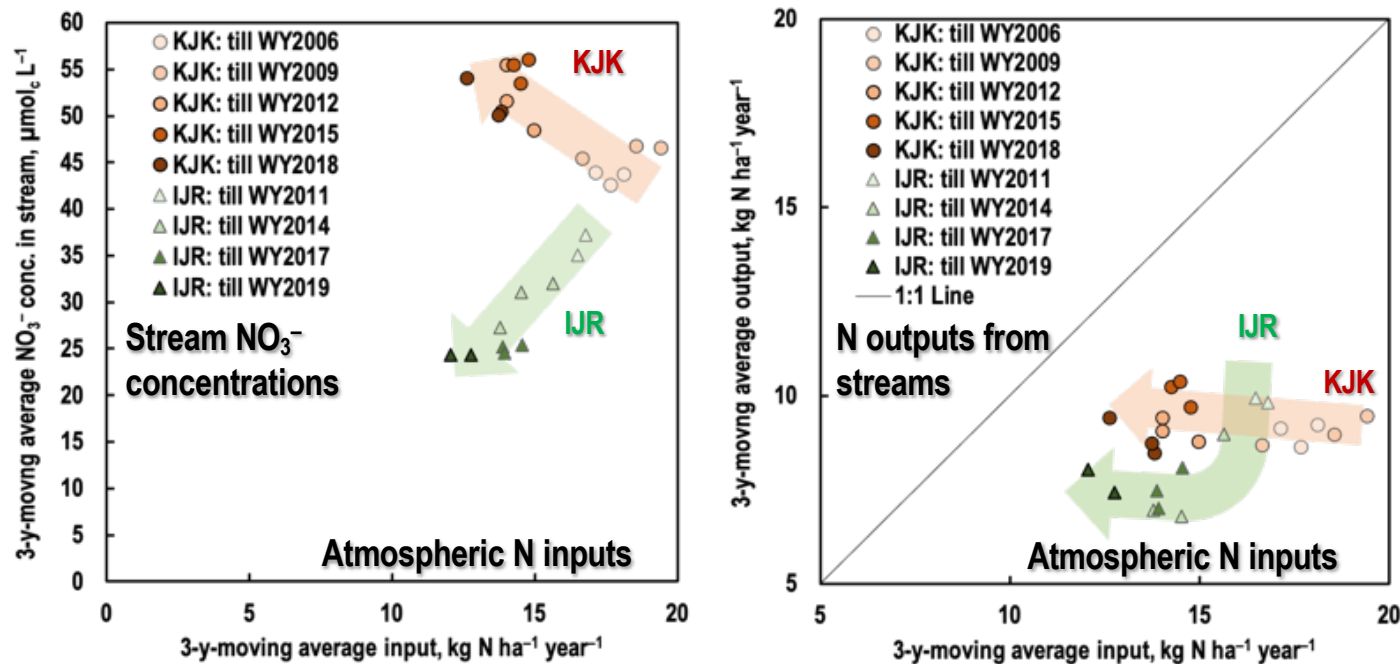 60
55
50
45
40
35
30
25
20
15
10
5
0
3-y-movng average NO₃⁻ conc. in stream, μmol꜀ L⁻¹
KJK: till WY2006
KJK: till WY2009
KJK: till WY2012
KJK: till WY2015
KJK: till WY2018
IJR: till WY2011
IJR: till WY2014
IJR: till WY2017
IJR: till WY2019
KJK
IJR
Stream NO₃⁻
concentrations
Atmospheric N inputs
0 5 10 15 20
3-y-moving average input, kg N ha⁻¹ year⁻¹
20
15
10
5
3-y-movng average output, kg N ha⁻¹ year⁻¹
KJK: till WY2006
KJK: till WY2009
KJK: till WY2012
KJK: till WY2015
KJK: till WY2018
IJR: till WY2011
IJR: till WY2014
IJR: till WY2017
IJR: till WY2019
1:1 Line
IJR
KJK
N outputs from
streams
Atmospheric N inputs
5 10 15 20
3-y-moving average input, kg N ha⁻¹ year⁻¹